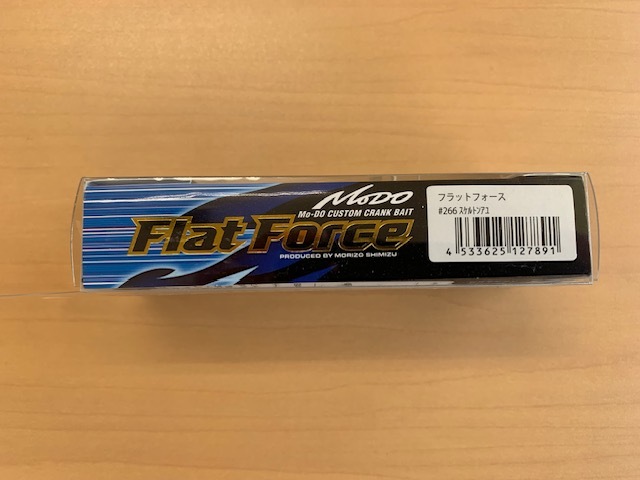 MoDO
Mo-DO CUSTOM CRANK BAIT
Flat Force
PRODUCED BY MORIZO SHIMIZU
フラットフォース
#266 ｽｹﾙﾄﾝｱﾕ
4 533625 127891